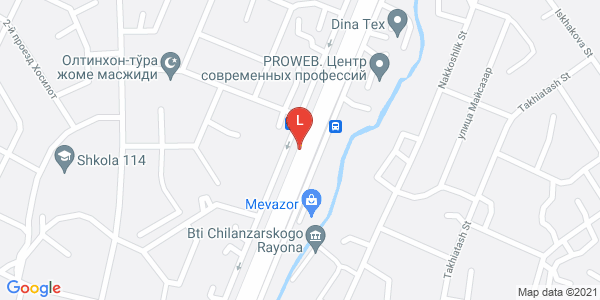 2-й проезд Хосилот
Dina Tex
Iskhakova St
Олтинхон-тўра
жоме масжиди
PROWEB. Центр
современных профессий
Nakkoshlik St
Takhiatash St
улица Майсазар
L
Shkola 114
Mevazor
Bti Chilanzarskogo
Rayona
Takhiatash St
Google
Map data ©2021